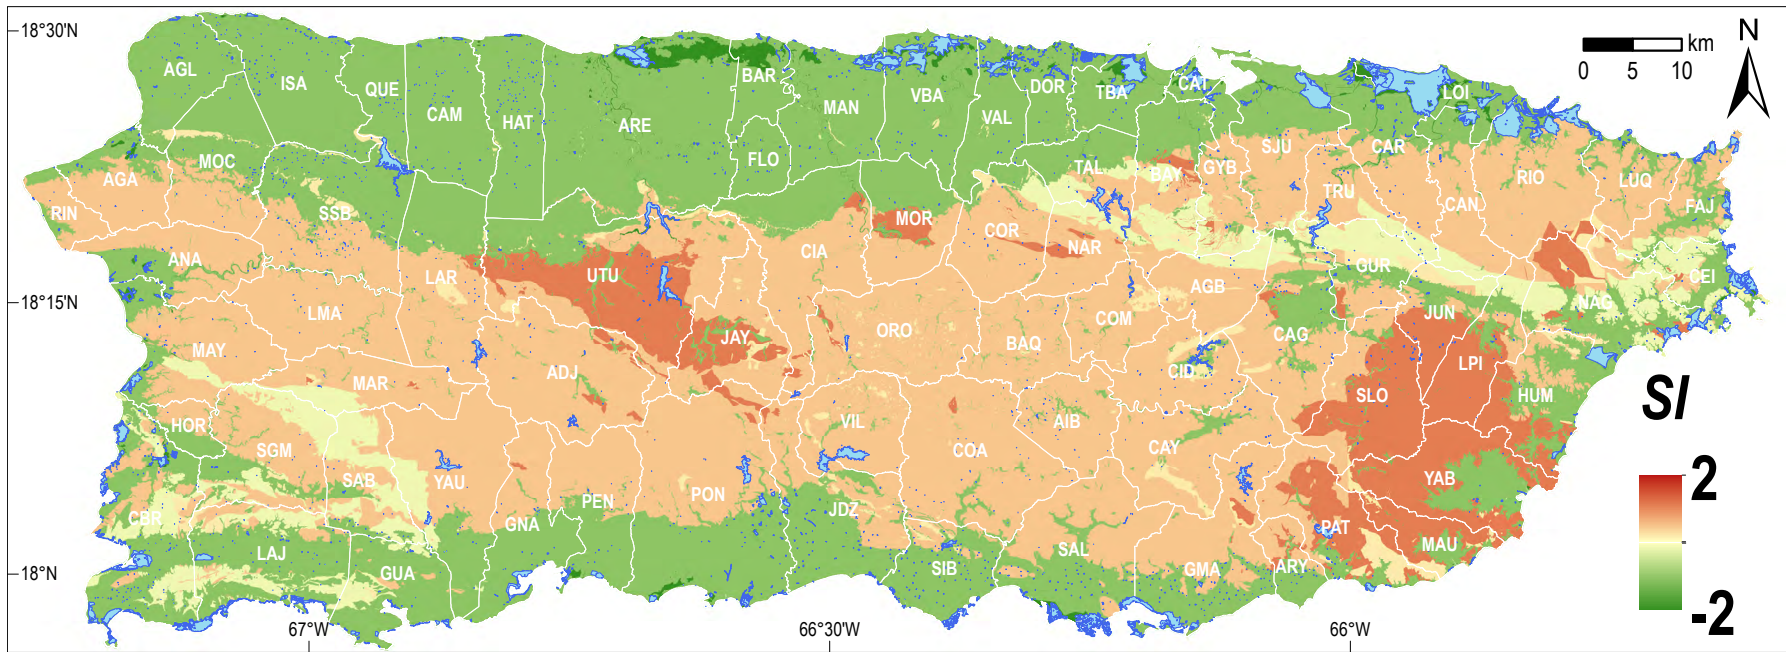 18°30'N
18°15'N
18°N
67°W
66°30'W
66°W
N
km
0 5 10
SI
2
-2
AGL
ISA
QUE
CAM
HAT
ARE
BAR
MAN
VBA
VAL
DOR
TBA
CAT
LOI
FLO
MOC
AGA
RIN
SSB
TAL
BAY
GYB
SJU
CAR
TRU
CAN
RIO
LUQ
FAJ
ANA
LAR
UTU
CIA
MOR
COR
NAR
AGB
GUR
CEI
NAG
LMA
JAY
ORO
BAQ
COM
CAG
JUN
MAY
MAR
ADJ
CID
LPI
SLO
HUM
HOR
SGM
SAB
YAU
VIL
COA
AIB
CAY
YAB
CBR
GNA
PEN
PON
JDZ
LAJ
GUA
SIB
SAL
GMA
ARY
PAT
MAU